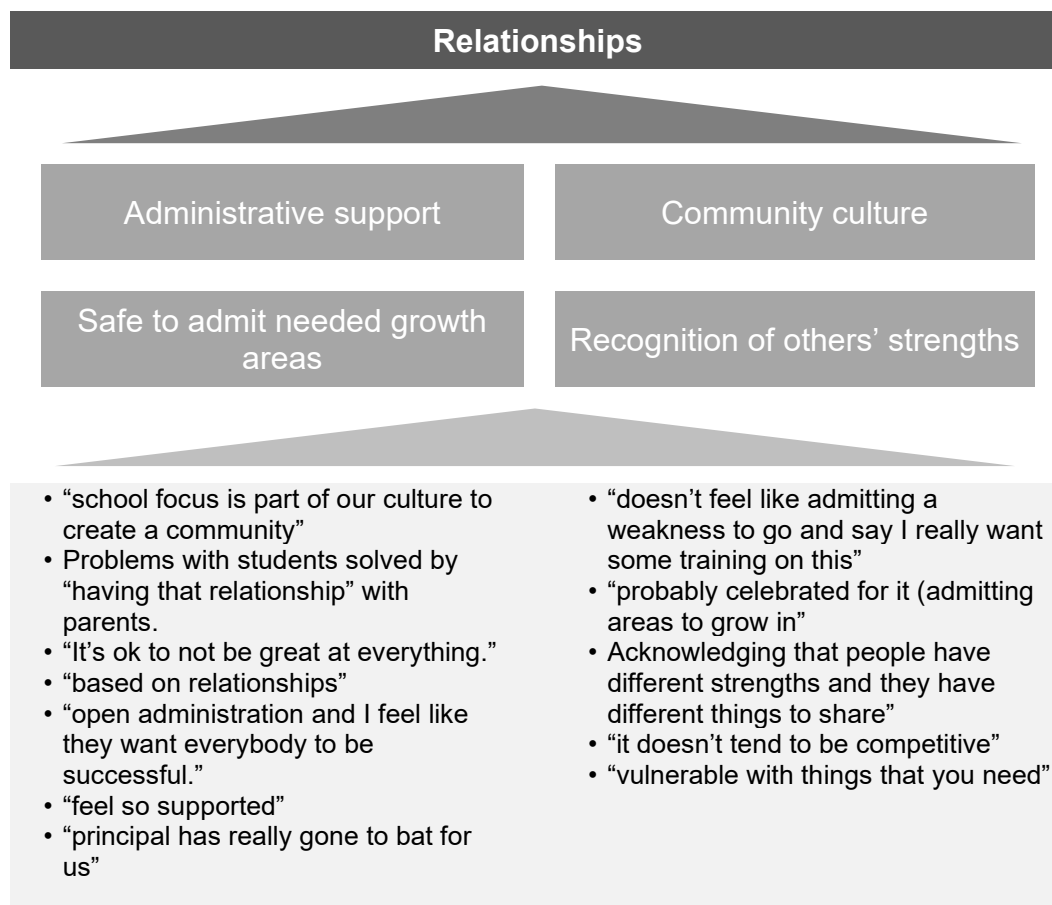 Relationships
Administrative support
Community culture
Safe to admit needed growth
areas
Recognition of others’ strengths
• “school focus is part of our culture to
create a community”
• Problems with students solved by
“having that relationship” with
parents.
• “It’s ok to not be great at everything.”
• “based on relationships”
• “open administration and I feel like
they want everybody to be
successful.”
• “feel so supported”
• “principal has really gone to bat for
us”
• “doesn’t feel like admitting a
weakness to go and say I really want
some training on this”
• “probably celebrated for it (admitting
areas to grow in”
• Acknowledging that people have
different strengths and they have
different things to share”
• “it doesn’t tend to be competitive”
• “vulnerable with things that you need”